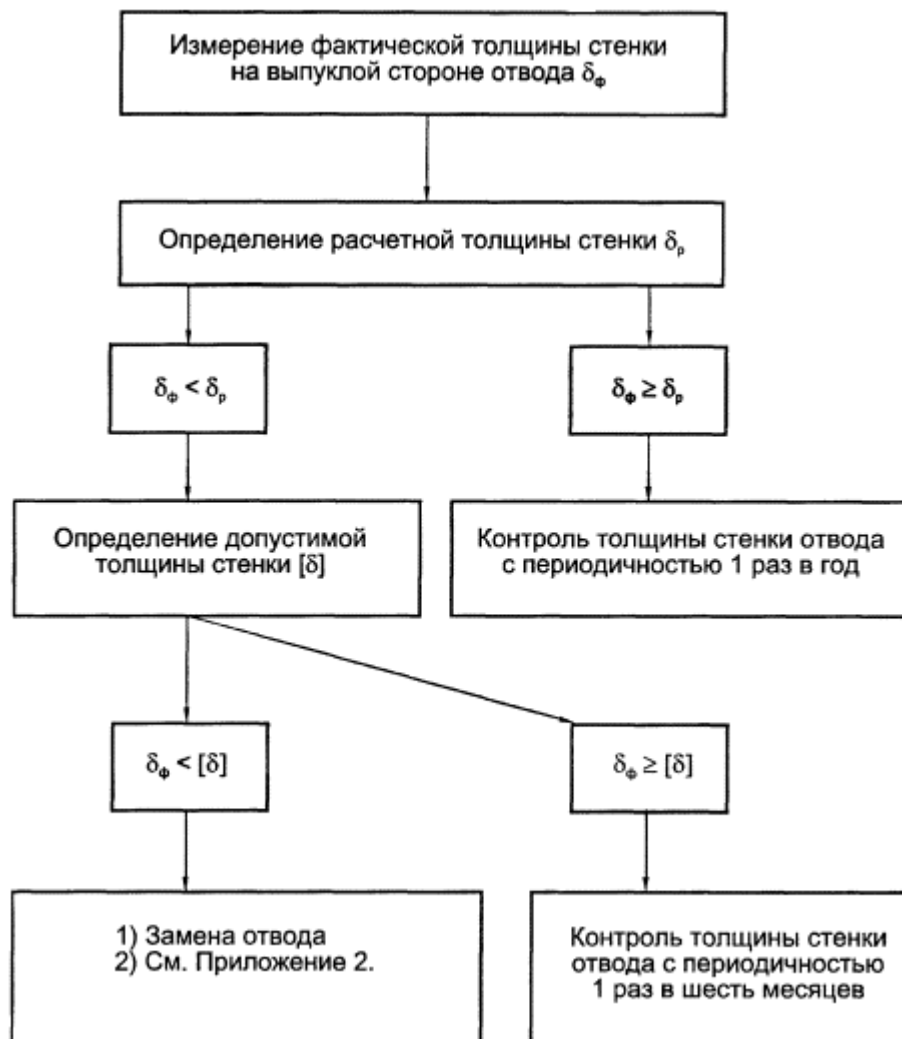 Измерение фактической толщины стенки
на выпуклой стороне отвода δф
Определение расчетной толщины стенки δр
δф < δр
δф ≥ δр
Определение допустимой
толщины стенки [δ]
Контроль толщины стенки отвода
с периодичностью 1 раз в год
δф < [δ]
δф ≥ [δ]
1) Замена отвода
2) См. Приложение 2.
Контроль толщины стенки
отвода с периодичностью
1 раз в шесть месяцев